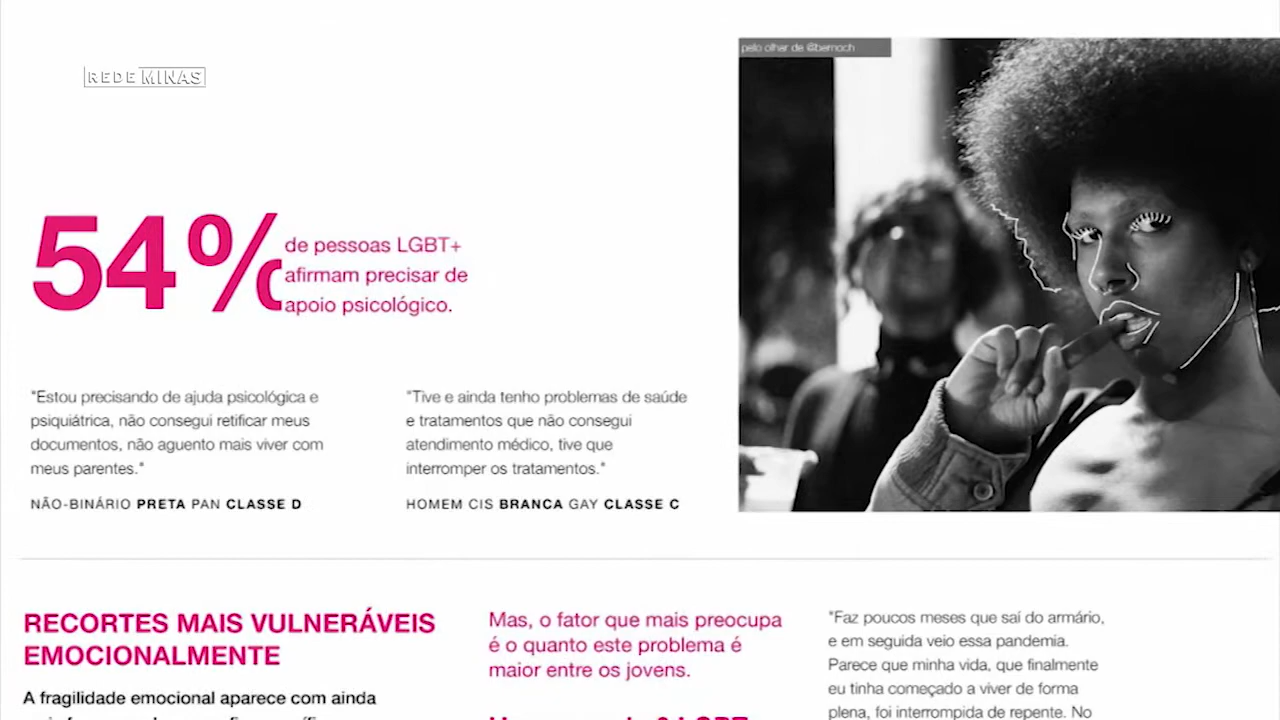 REDE MINAS
pelo olhar de @bernoch
54%
de pessoas LGBT+
afirmam precisar de
apoio psicológico.
"Estou precisando de ajuda psicológica e
psiquiátrica, não consegui retificar meus
documentos, não aguento mais viver com
meus parentes."
NÃO-BINÁRIO PRETA PAN CLASSE D
"Tive e ainda tenho problemas de saúde
e tratamentos que não consegui
atendimento médico, tive que
interromper os tratamentos."
HOMEM CIS BRANCA GAY CLASSE C
RECORTES MAIS VULNERÁVEIS
EMOCIONALMENTE
A fragilidade emocional aparece com ainda
Mas, o fator que mais preocupa
é o quanto este problema é
maior entre os jovens.
"Faz poucos meses que saí do armário,
e em seguida veio essa pandemia.
Parece que minha vida, que finalmente
eu tinha começado a viver de forma
plena, foi interrompida de repente. No